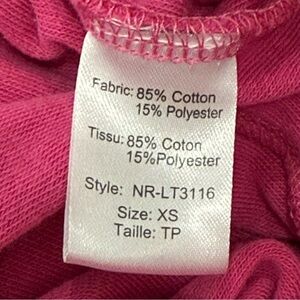 Fabric: 85% Cotton
15% Polyester
Tissu: 85% Coton
15%Polyester
Style: NR-LT3116
Size: XS
Taille: TP